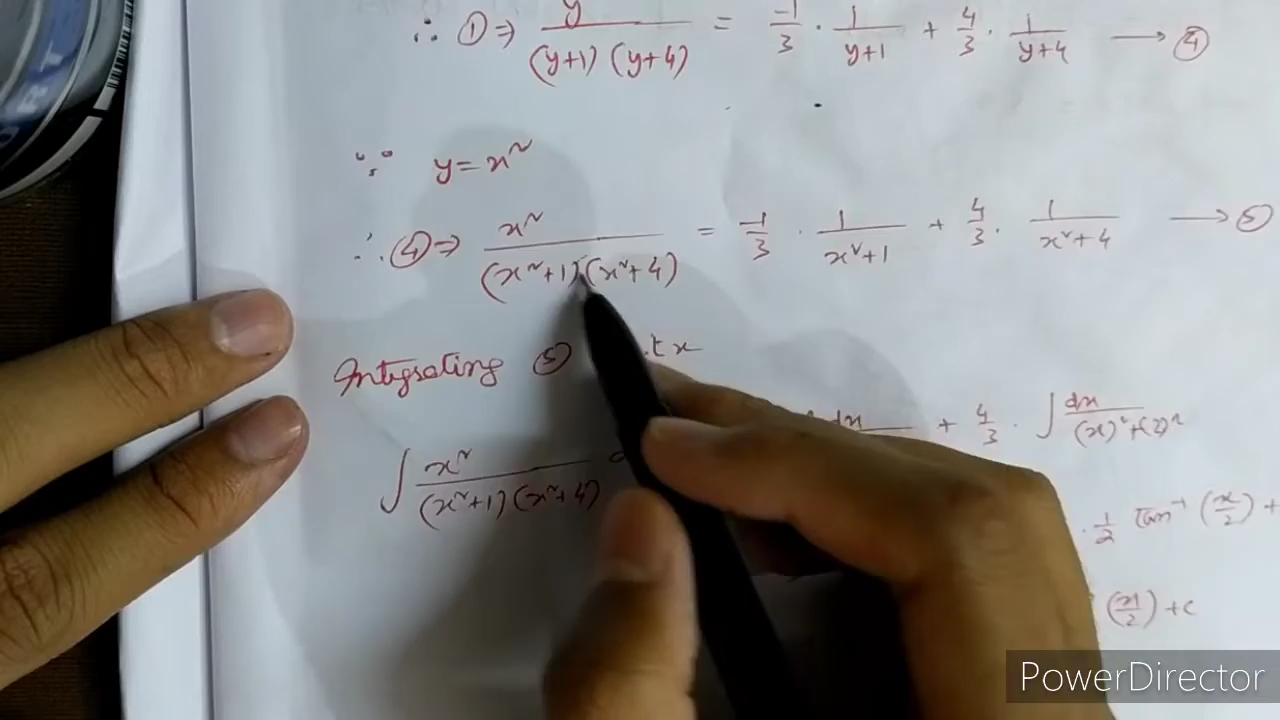 ∴ ① ⇒ y/((y+1)(y+4)) = -1/3 · 1/(y+1) + 4/3 · 1/(y+4) ⟶ ④
∵ y = x²
∴ ④ ⇒ x²/((x²+1)(x²+4)) = -1/3 · 1/(x²+1) + 4/3 · 1/(x²+4) ⟶ ⑤
Integrating ⑤ .t x
∫ x²/((x²+1)(x²+4)) dx + 4/3 · ∫ dx/((x)²+(2)²)
· 1/2 Tan⁻¹ (x/2) +
(x/2) + c
PowerDirector